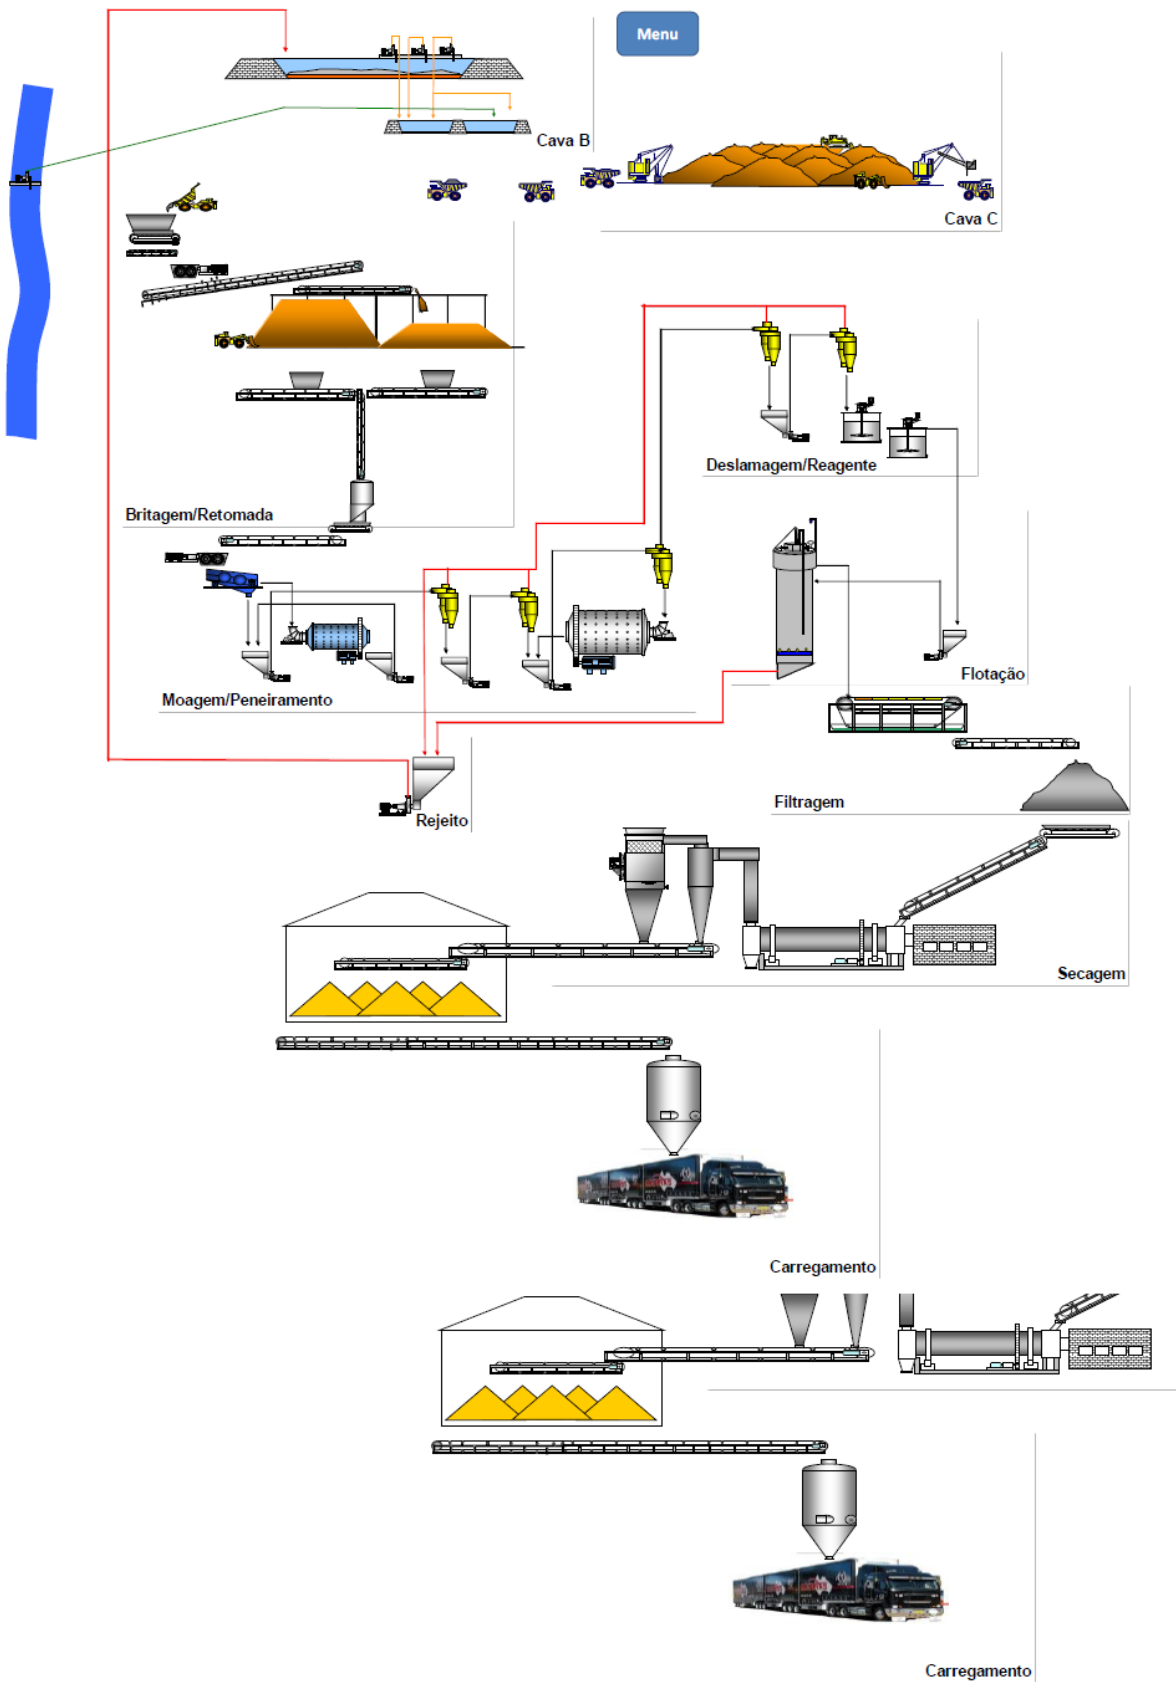 Menu
Cava B
Cava C
Deslamagem/Reagente
Britagem/Retomada
Flotação
Moagem/Peneiramento
Filtragem
Rejeito
Secagem
Carregamento
Carregamento